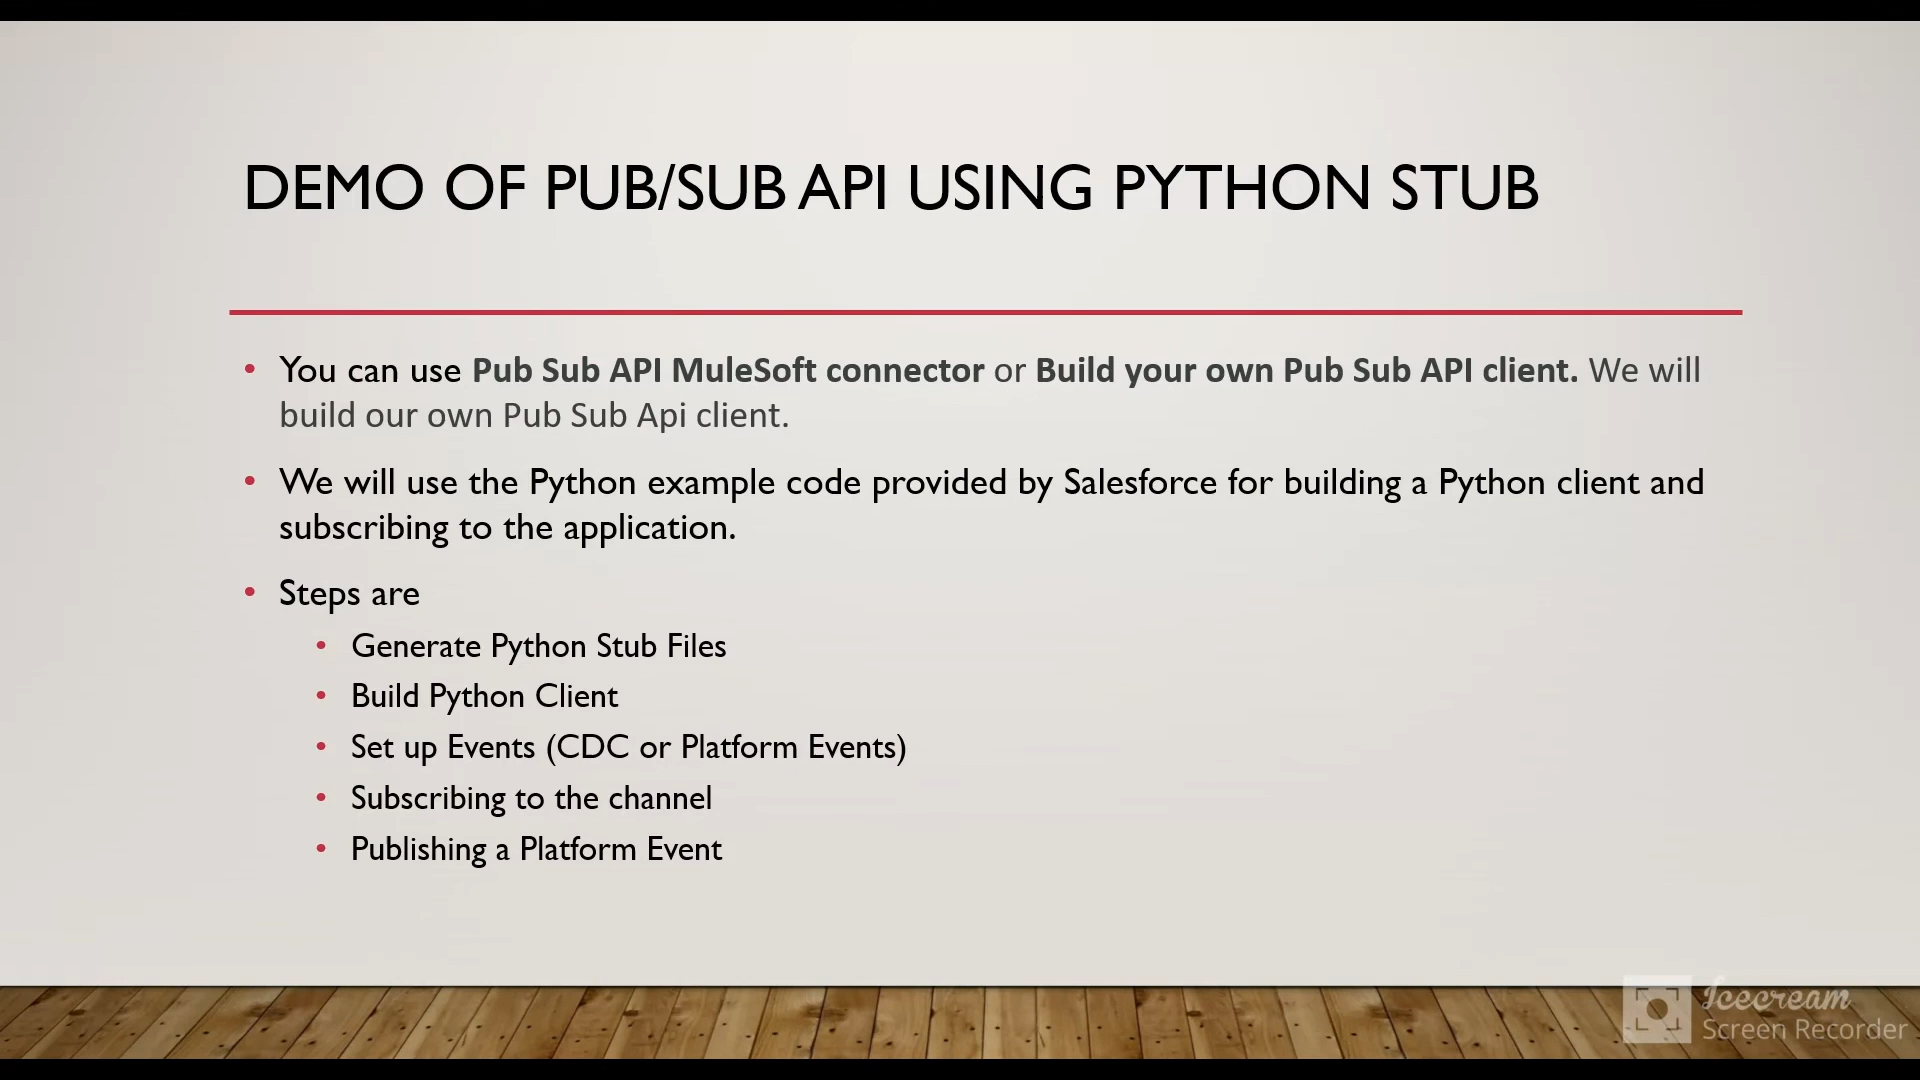 DEMO OF PUB/SUB API USING PYTHON STUB
• You can use Pub Sub API MuleSoft connector or Build your own Pub Sub API client. We will
build our own Pub Sub Api client.
• We will use the Python example code provided by Salesforce for building a Python client and
subscribing to the application.
• Steps are
• Generate Python Stub Files
• Build Python Client
• Set up Events (CDC or Platform Events)
• Subscribing to the channel
• Publishing a Platform Event
Icecream
Screen Recorder